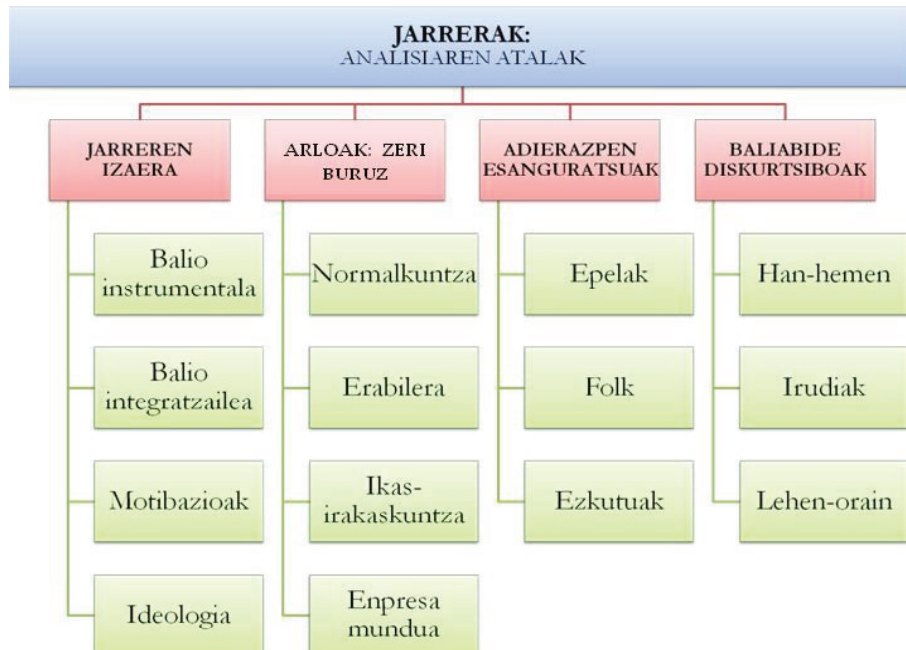 JARRERAK:
ANALISIAREN ATALAK
JARREREN
IZAERA
Balio
instrumentala
Balio
integratzailea
Motibazioak
Ideologia
ARLOAK: ZERI
BURUZ
Normalkuntza
Erabilera
Ikas-
irakaskuntza
Enpresa
mundua
ADIERAZPEN
ESANGURATSUAK
Epelak
Folk
Ezkutuak
BALIABIDE
DISKURTSIBOAK
Han-hemen
Irudiak
Lehen-orain